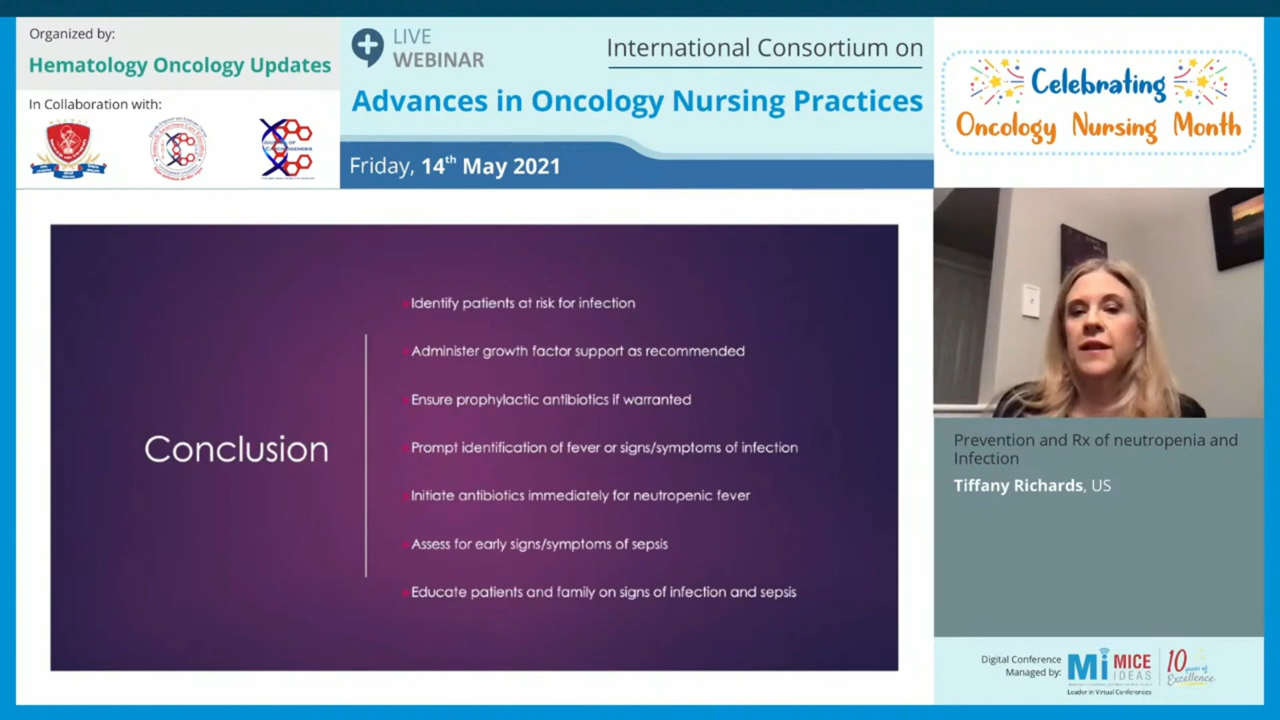 Organized by:
Hematology Oncology Updates
In Collaboration with:
LIVE
WEBINAR
International Consortium on
Advances in Oncology Nursing Practices
Friday, 14th May 2021
Celebrating
Oncology Nursing Month
Conclusion
Identify patients at risk for infection
Administer growth factor support as recommended
Ensure prophylactic antibiotics if warranted
Prompt identification of fever or signs/symptoms of infection
Initiate antibiotics immediately for neutropenic fever
Assess for early signs/symptoms of sepsis
Educate patients and family on signs of infection and sepsis
Prevention and Rx of neutropenia and
Infection
Tiffany Richards, US
Digital Conference
Managed by:
Mi MICE
IDEAS
Leader in Virtual Conferences
10 years of
Excellence